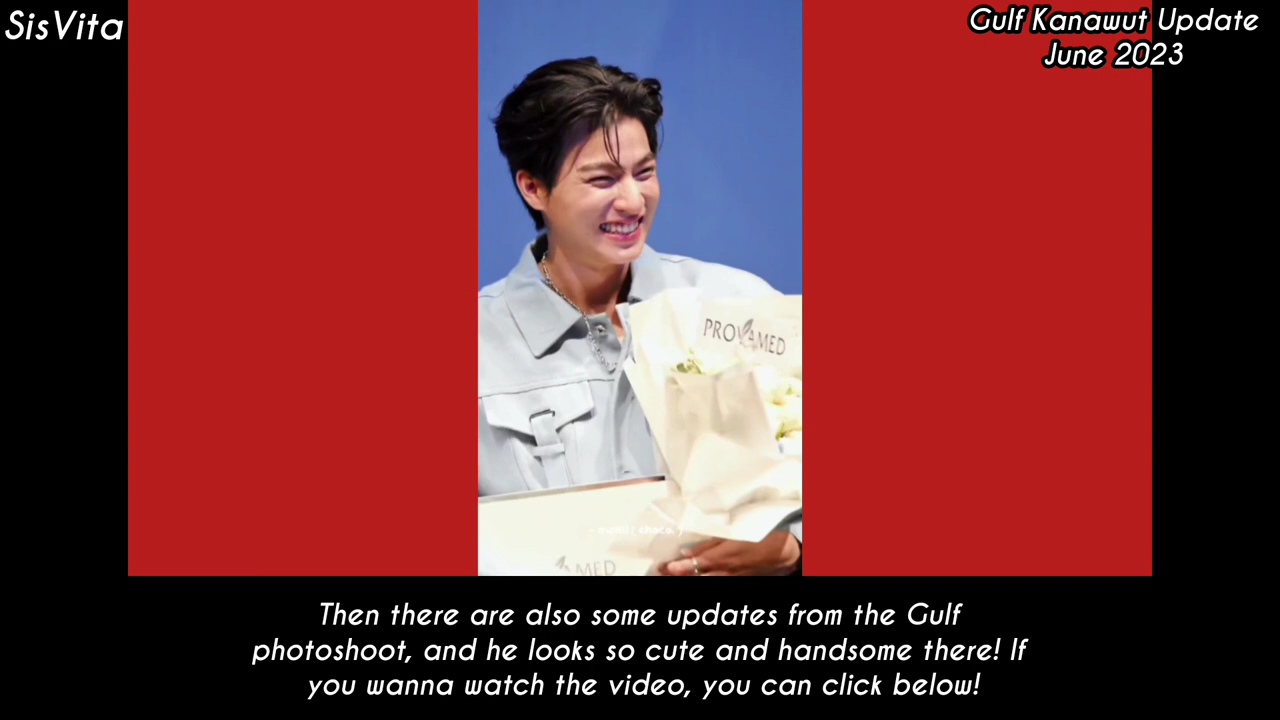 SisVita
Gulf Kanawut Update
June 2023
PROVAMED
Then there are also some updates from the Gulf
photoshoot, and he looks so cute and handsome there! If
you wanna watch the video, you can click below!